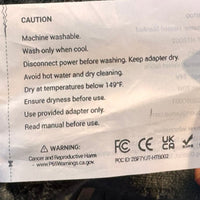 CAUTION
Machine washable.
Wash only when cool.
Disconnect power before washing. Keep adapter dry.
Avoid hot water and dry cleaning.
Dry at temperatures below 149°F.
Ensure dryness before use.
Use provided adapter only.
Read manual before use.
WARNING:
Cancer and Reproductive Harm
- www.P65Warnings.ca.gov.
FC CE UK CA
FCC ID: